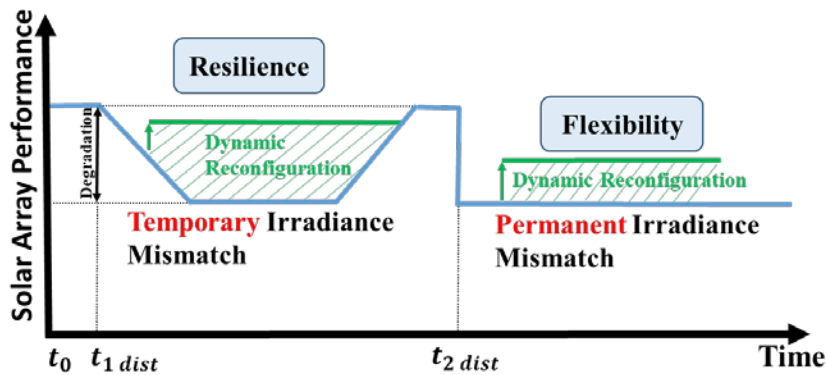 Solar Array Performance
Resilience
Degradation
Dynamic
Reconfiguration
Temporary Irradiance
Mismatch
Flexibility
Dynamic Reconfiguration
Permanent Irradiance
Mismatch
t0
t1 dist
t2 dist
Time